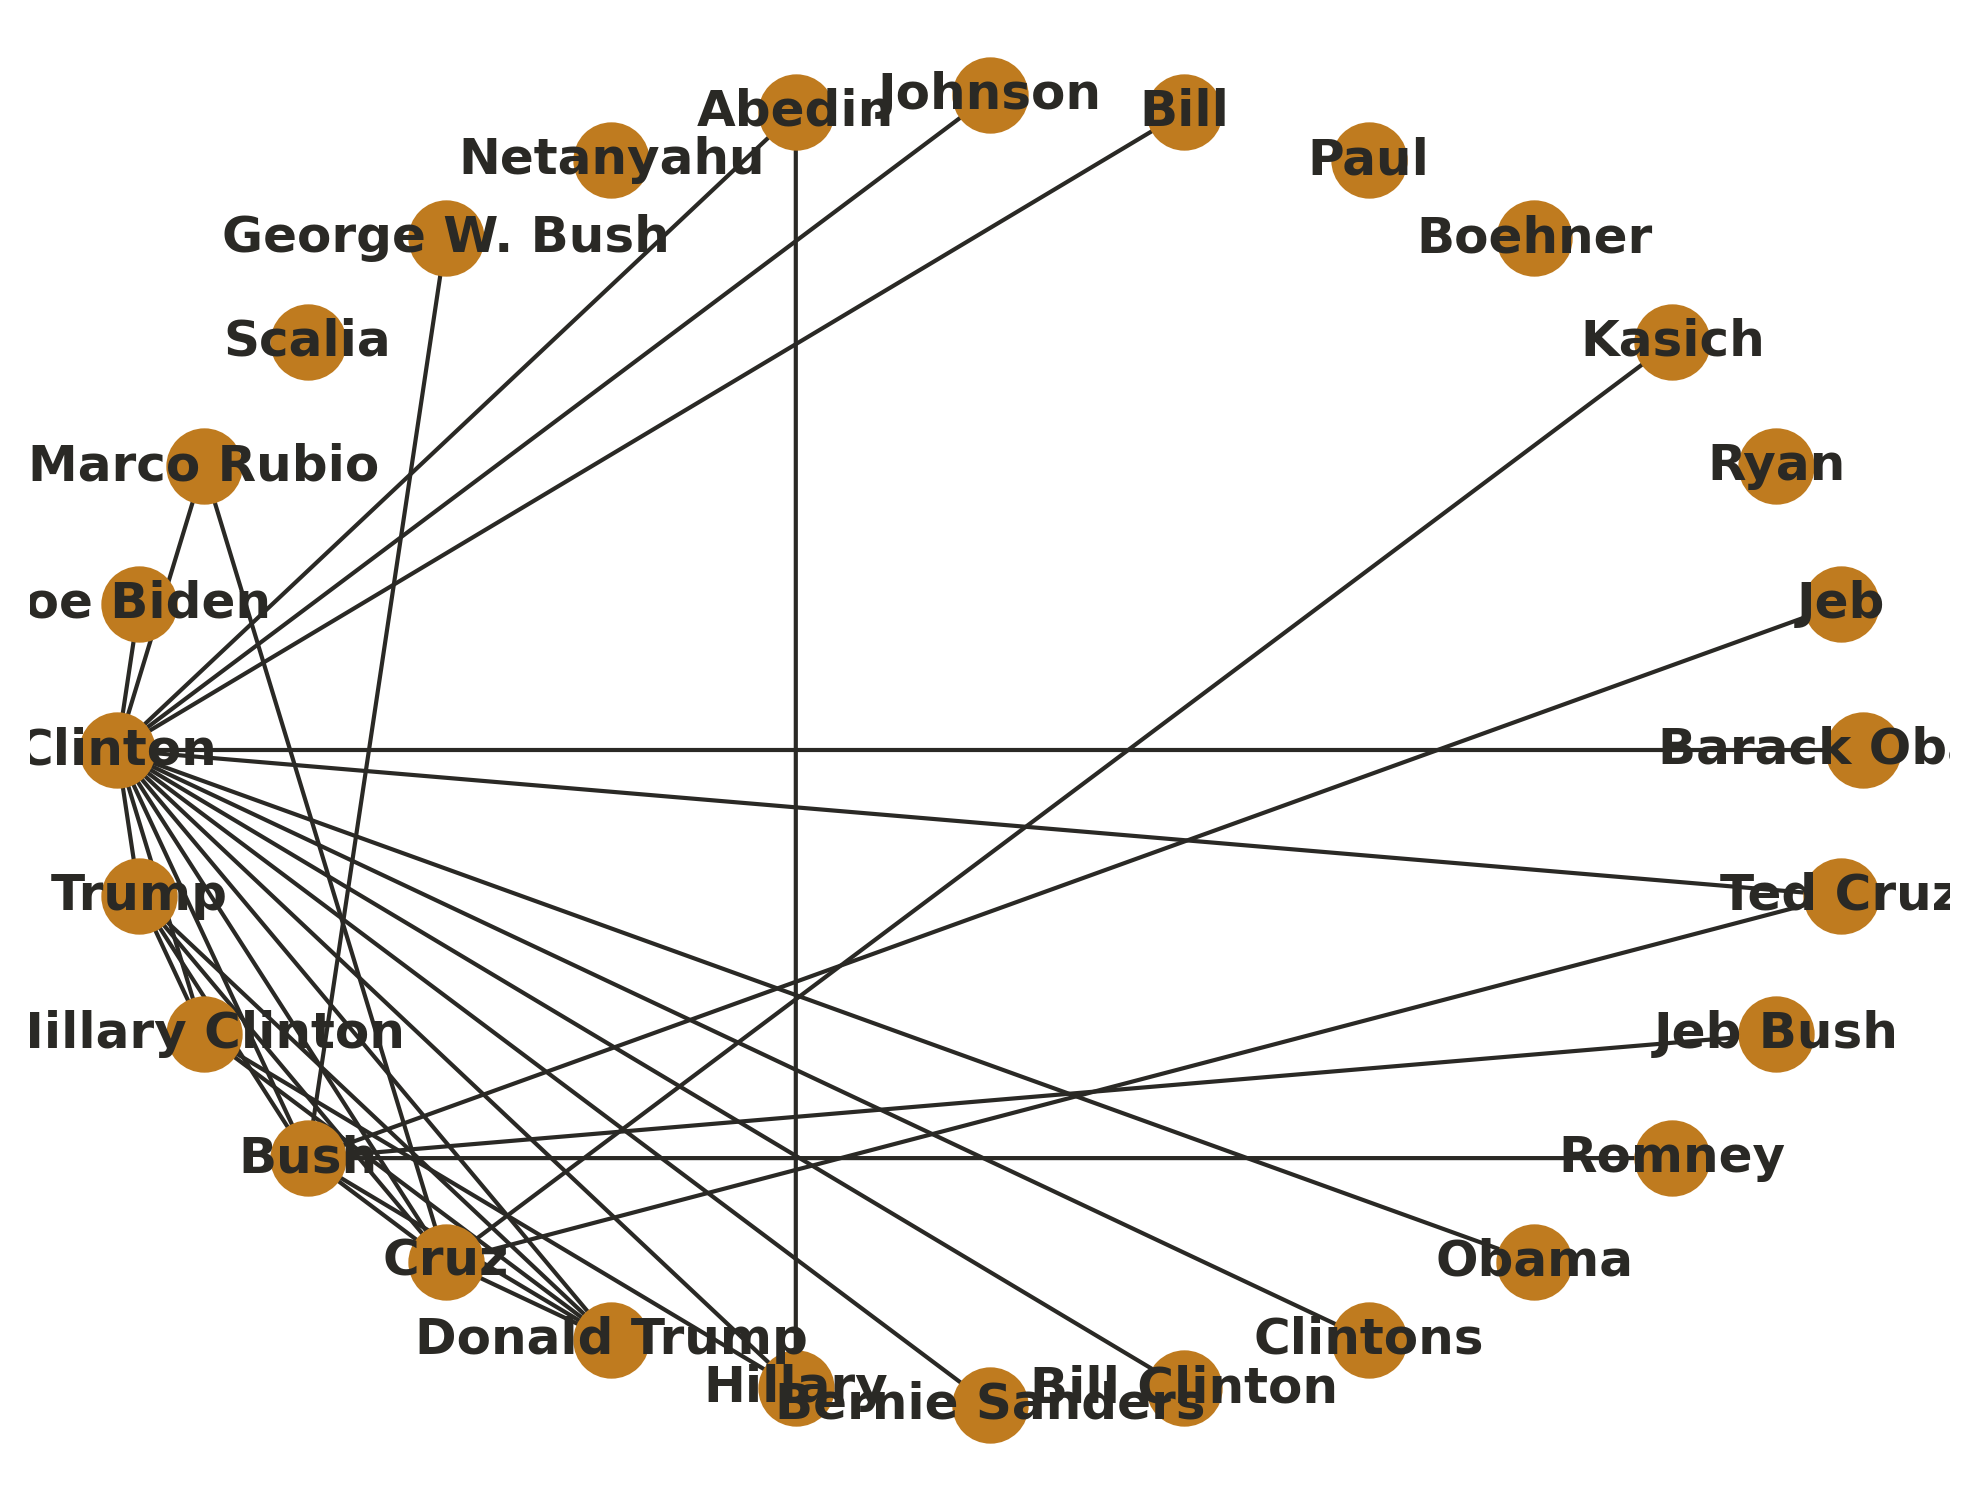 Johnson
Abedin
Bill
Netanyahu
Paul
George W. Bush
Boehner
Scalia
Kasich
Marco Rubio
Ryan
oe Biden
Jeb
Clinton
Barack Oba
Trump
Ted Cruz
illary Clinton
Jeb Bush
Bush
Romney
Cruz
Obama
Donald Trump
Clintons
Hillary
Bill Clinton
Bernie Sanders